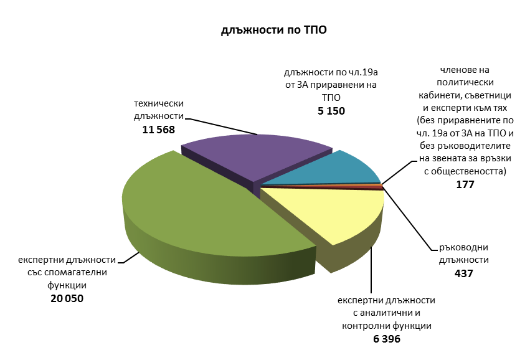 длъжности по ТПО
длъжности по чл.19а
от ЗА приравнени на
ТПО
5 150
членове на
политически
кабинети, съветници
и експерти към тях
(без приравнените по
чл. 19а от ЗА на ТПО и
без ръководителите
на звената за връзки
с обществеността)
177
технически
длъжности
11 568
ръководни
длъжности
437
експертни длъжности
със спомагателни
функции
20 050
експертни длъжности
с аналитични и
контролни функции
6 396